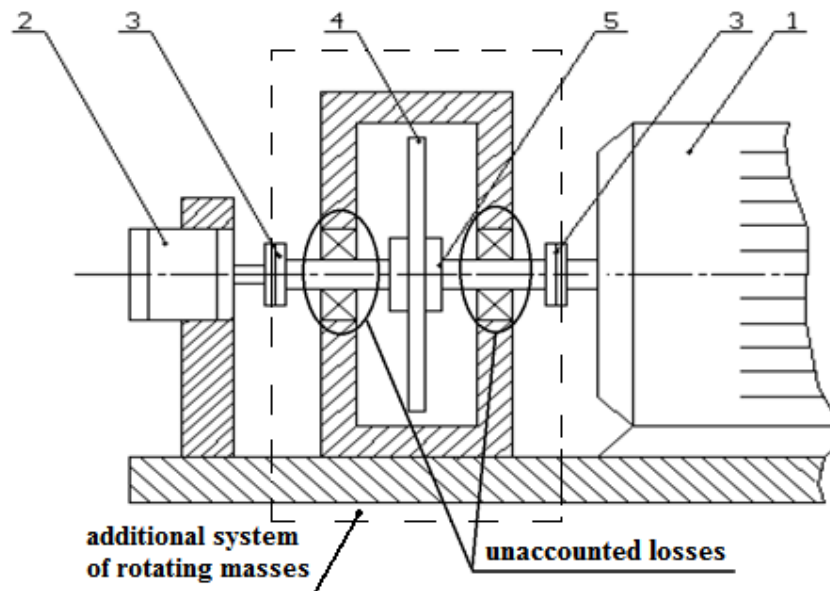 2 3 4 5 3 1
additional system
of rotating masses
unaccounted losses